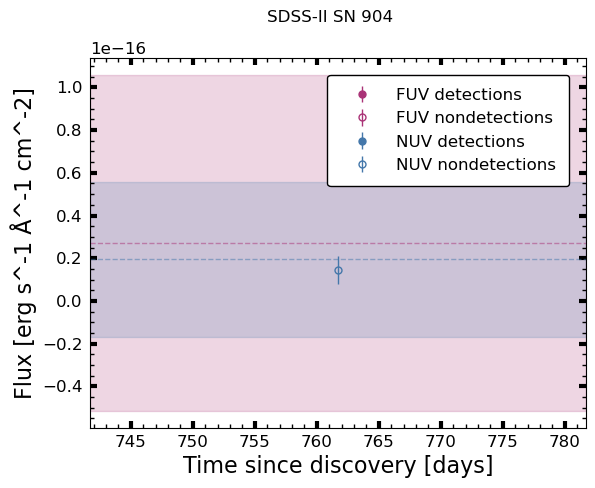 SDSS-II SN 904
1e−16
FUV detections
FUV nondetections
NUV detections
NUV nondetections
1.0
0.8
0.6
0.4
0.2
0.0
−0.2
−0.4
Flux [erg s^-1 Å^-1 cm^-2]
745 750 755 760 765 770 775 780
Time since discovery [days]